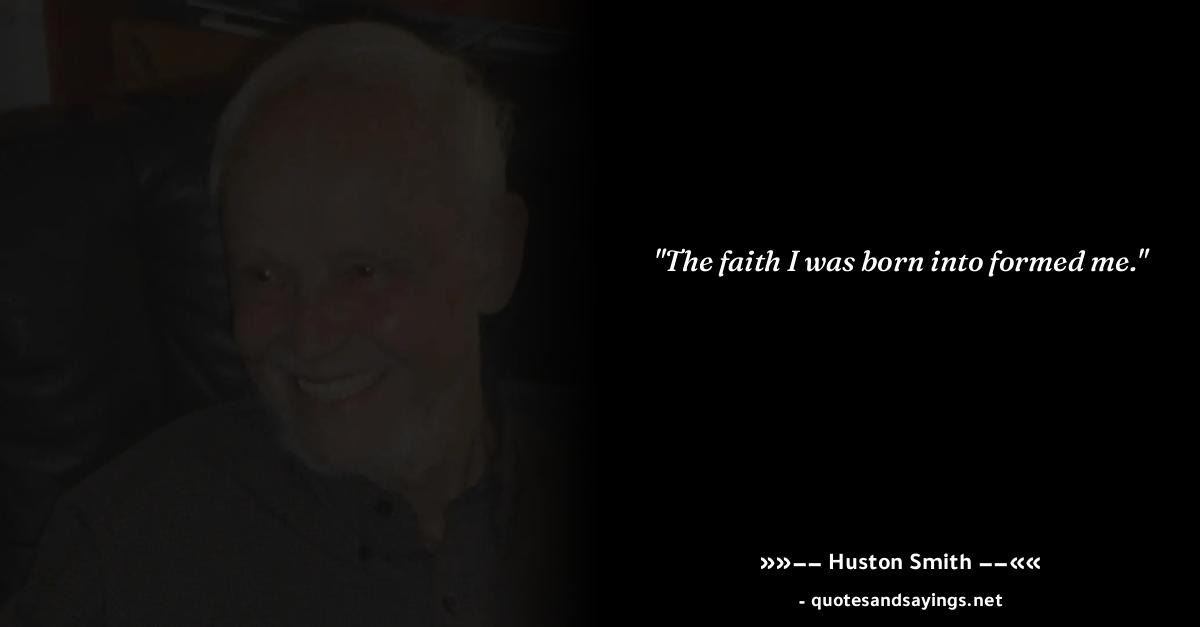 "The faith I was born into formed me."
»»–– Huston Smith ––««
- quotesandsayings.net